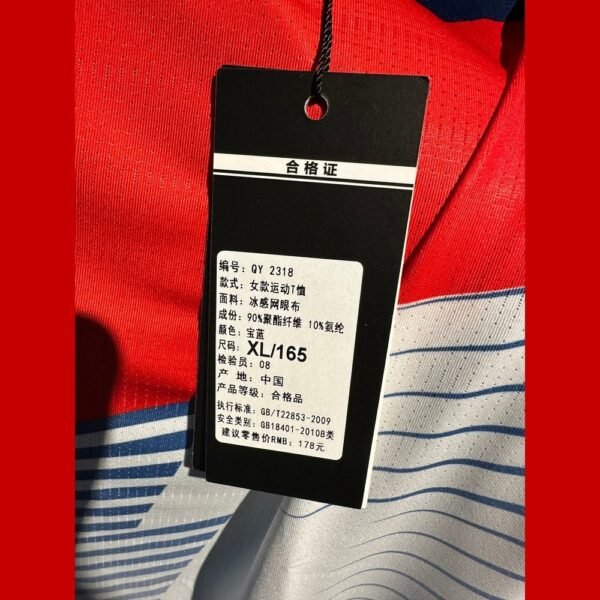 合格证
编号：QY 2318
款式：女款运动T恤
面料：冰感网眼布
成份：90%聚酯纤维 10%氨纶
颜色：宝蓝
尺码：XL/165
检验员：08
产 地：中国
产品等级：合格品
执行标准：GB/T22853-2009
安全类别：GB18401-2010B类
建议零售价RMB：178元